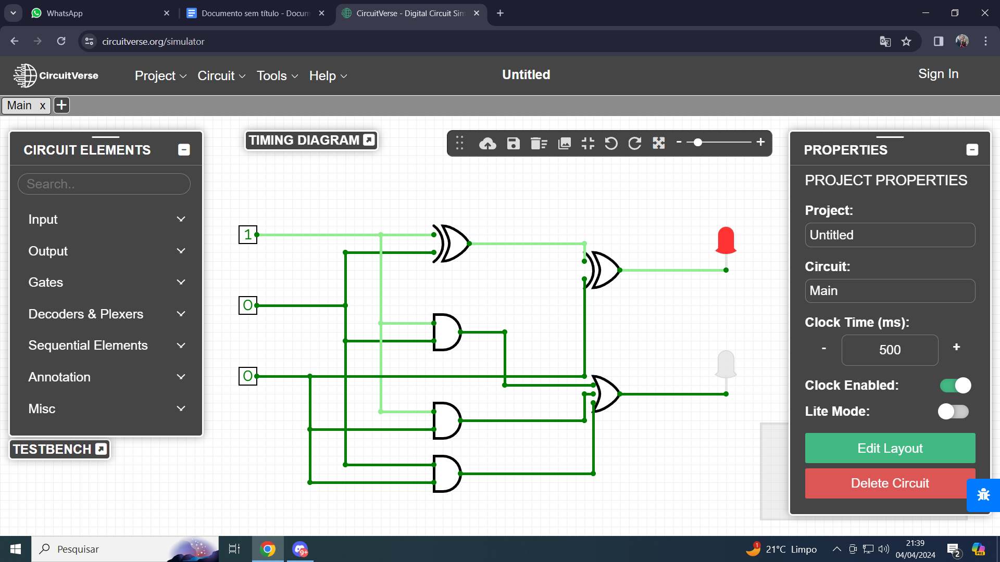 WhatsApp
Documento sem título - Docum
CircuitVerse - Digital Circuit Sim
circuitverse.org/simulator
CircuitVerse
Project
Circuit
Tools
Help
Untitled
Sign In
Main x
CIRCUIT ELEMENTS
Search..
Input
Output
Gates
Decoders & Plexers
Sequential Elements
Annotation
Misc
TESTBENCH
TIMING DIAGRAM
1
0
0
PROPERTIES
PROJECT PROPERTIES
Project:
Untitled
Circuit:
Main
Clock Time (ms):
- 500 +
Clock Enabled:
Lite Mode:
Edit Layout
Delete Circuit
Pesquisar
9+
1
21°C Limpo
21:39
04/04/2024
2
PRE